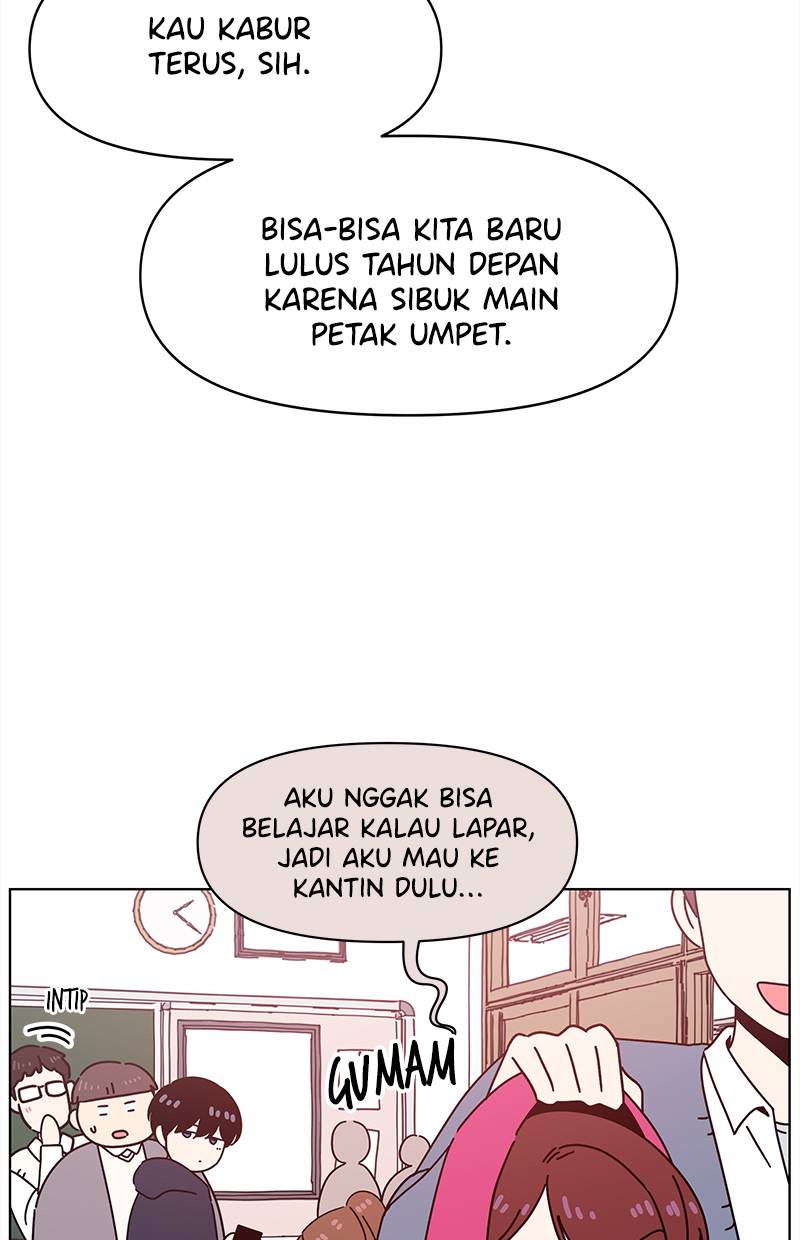 KAU KABUR
TERUS, SIH.
BISA-BISA KITA BARU
LULUS TAHUN DEPAN
KARENA SIBUK MAIN
PETAK UMPET.
AKU NGGAK BISA
BELAJAR KALAU LAPAR,
JADI AKU MAU KE
KANTIN DULU...
INTIP
GUMAM